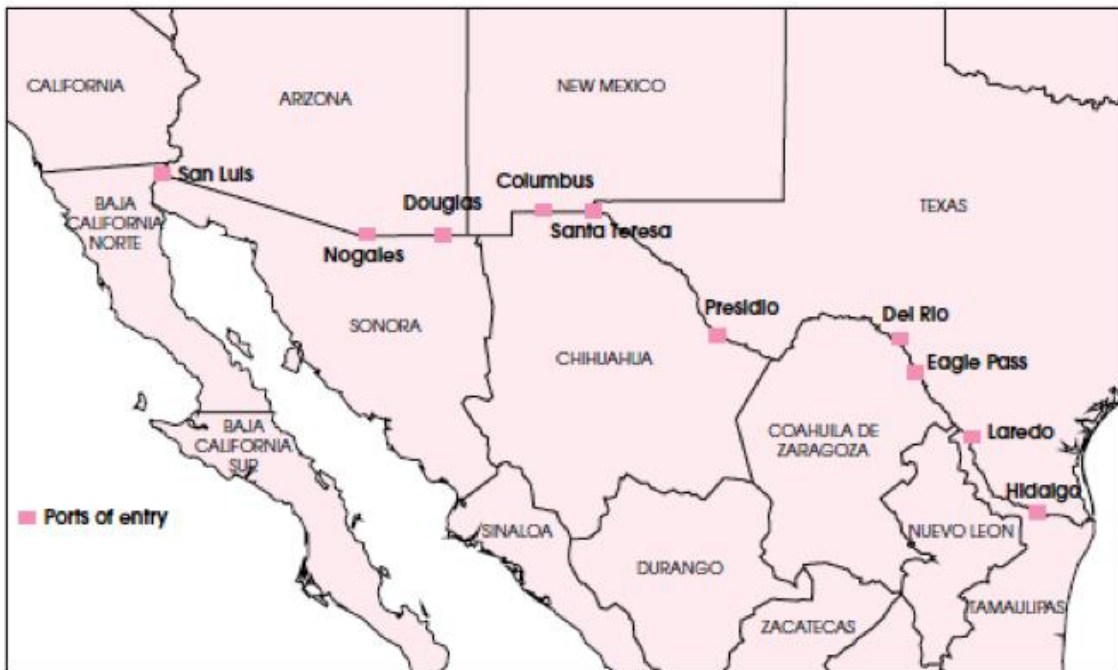 CALIFORNIA
ARIZONA
NEW MEXICO
San Luis
Columbus
BAJA
CALIFORNIA
NORTE
Douglas
TEXAS
Santa Teresa
Nogales
Presidio
Del Rio
SONORA
CHIHUAHUA
Eagle Pass
BAJA
CALIFORNIA
SUR
COAHUILA DE
ZARAGOZA
Laredo
Hidalgo
Ports of entry
SINALOA
NUEVO LEON
DURANGO
TAMAULIPAS
ZACATECAS